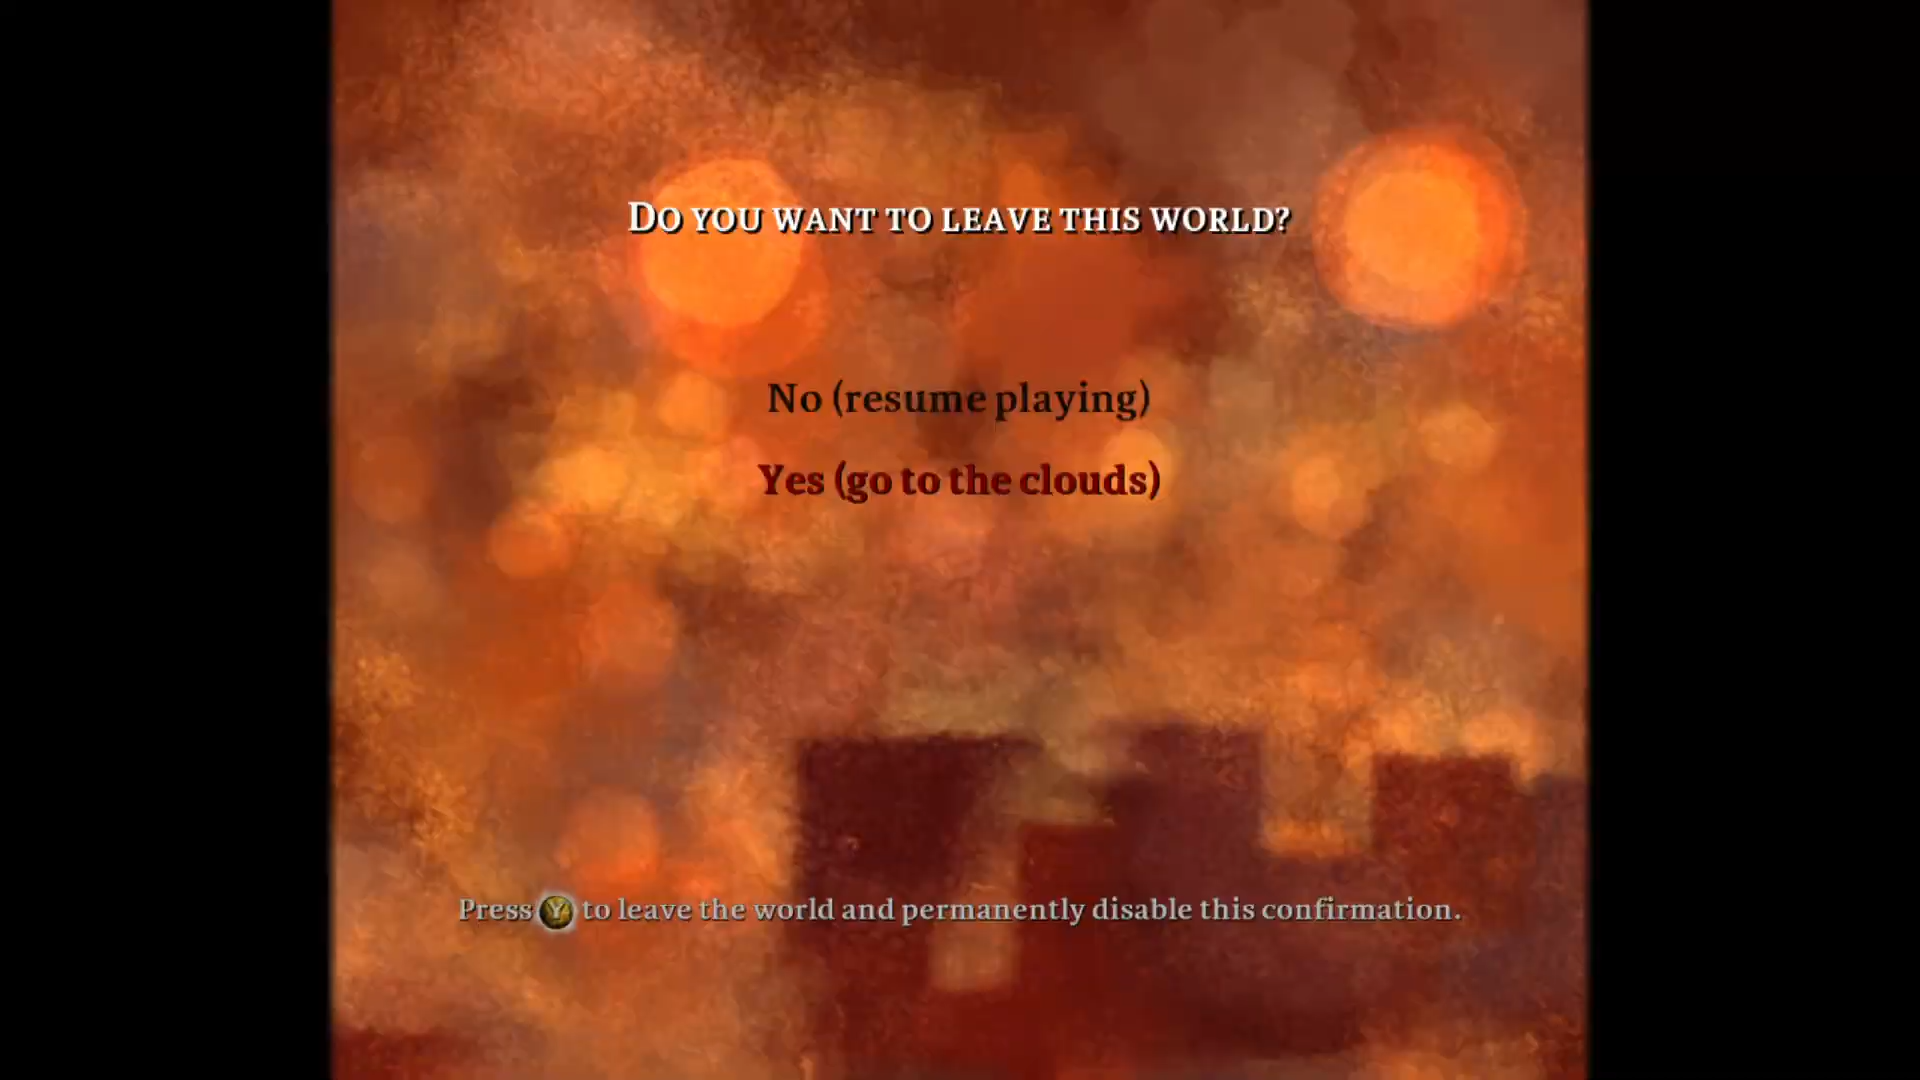 Do you want to leave this world?
No (resume playing)
Yes (go to the clouds)
Press Y to leave the world and permanently disable this confirmation.